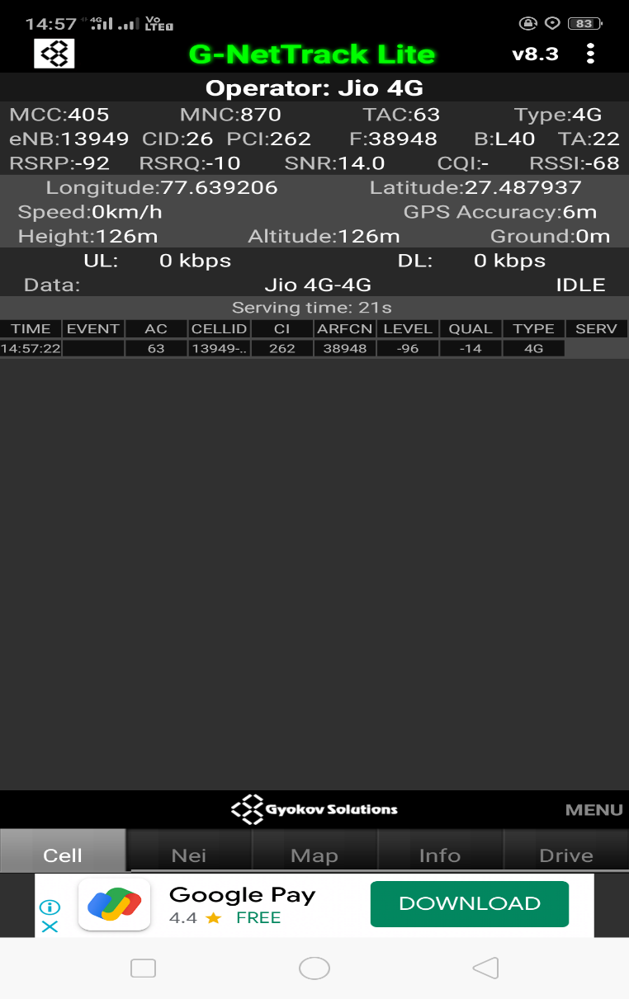 14:57 4G Vo LTE1 83
G-NetTrack Lite v8.3
Operator: Jio 4G
MCC:405 MNC:870 TAC:63 Type:4G
eNB:13949 CID:26 PCI:262 F:38948 B:L40 TA:22
RSRP:-92 RSRQ:-10 SNR:14.0 CQI:- RSSI:-68
Longitude:77.639206 Latitude:27.487937
Speed:0km/h GPS Accuracy:6m
Height:126m Altitude:126m Ground:0m
UL: 0 kbps DL: 0 kbps
Data: Jio 4G-4G IDLE
Serving time: 21s
TIME EVENT AC CELLID CI ARFCN LEVEL QUAL TYPE SERV
14:57:22 63 13949-.. 262 38948 -96 -14 4G
Gyokov Solutions MENU
Cell Nei Map Info Drive
Google Pay
4.4 FREE
DOWNLOAD